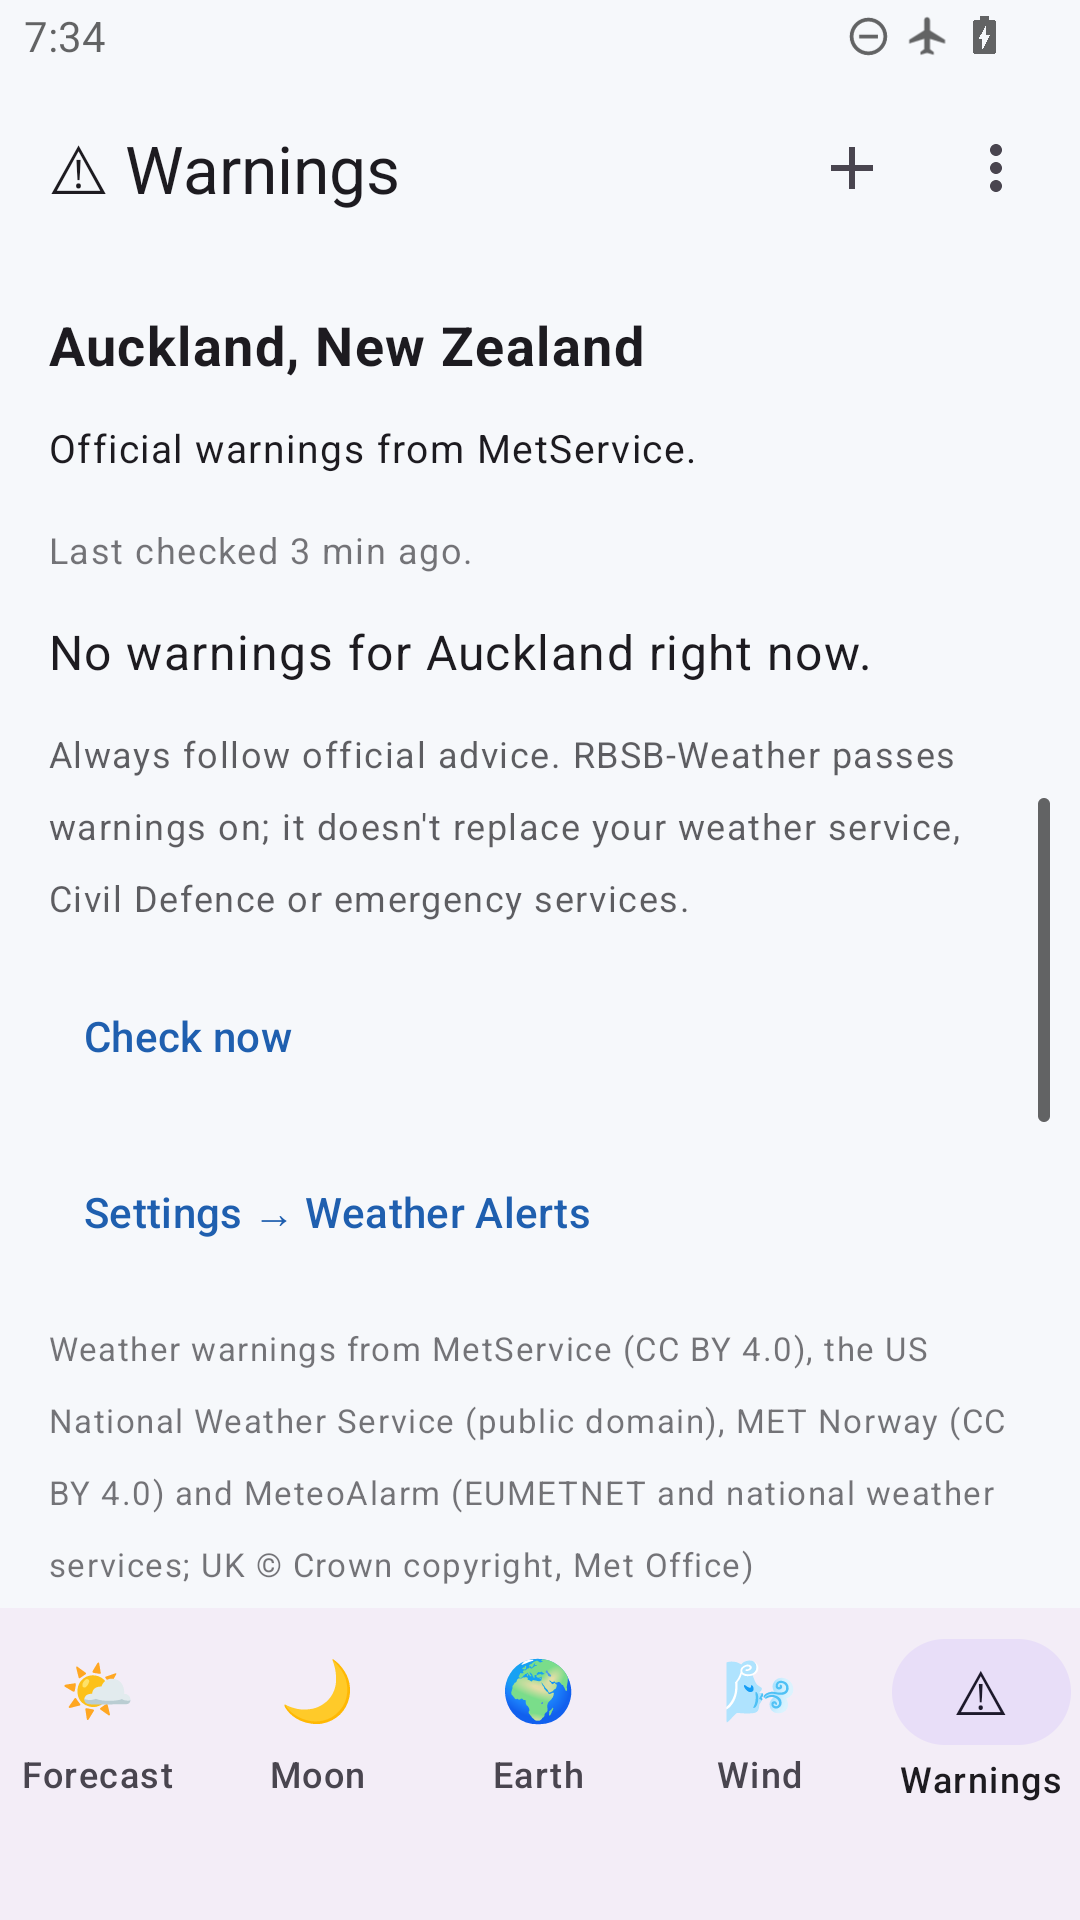 7:34
⚠ Warnings
Auckland, New Zealand
Official warnings from MetService.
Last checked 3 min ago.
No warnings for Auckland right now.
Always follow official advice. RBSB-Weather passes
warnings on; it doesn't replace your weather service,
Civil Defence or emergency services.
Check now
Settings → Weather Alerts
Weather warnings from MetService (CC BY 4.0), the US
National Weather Service (public domain), MET Norway (CC
BY 4.0) and MeteoAlarm (EUMETNET and national weather
services; UK © Crown copyright, Met Office)
Forecast Moon Earth Wind Warnings